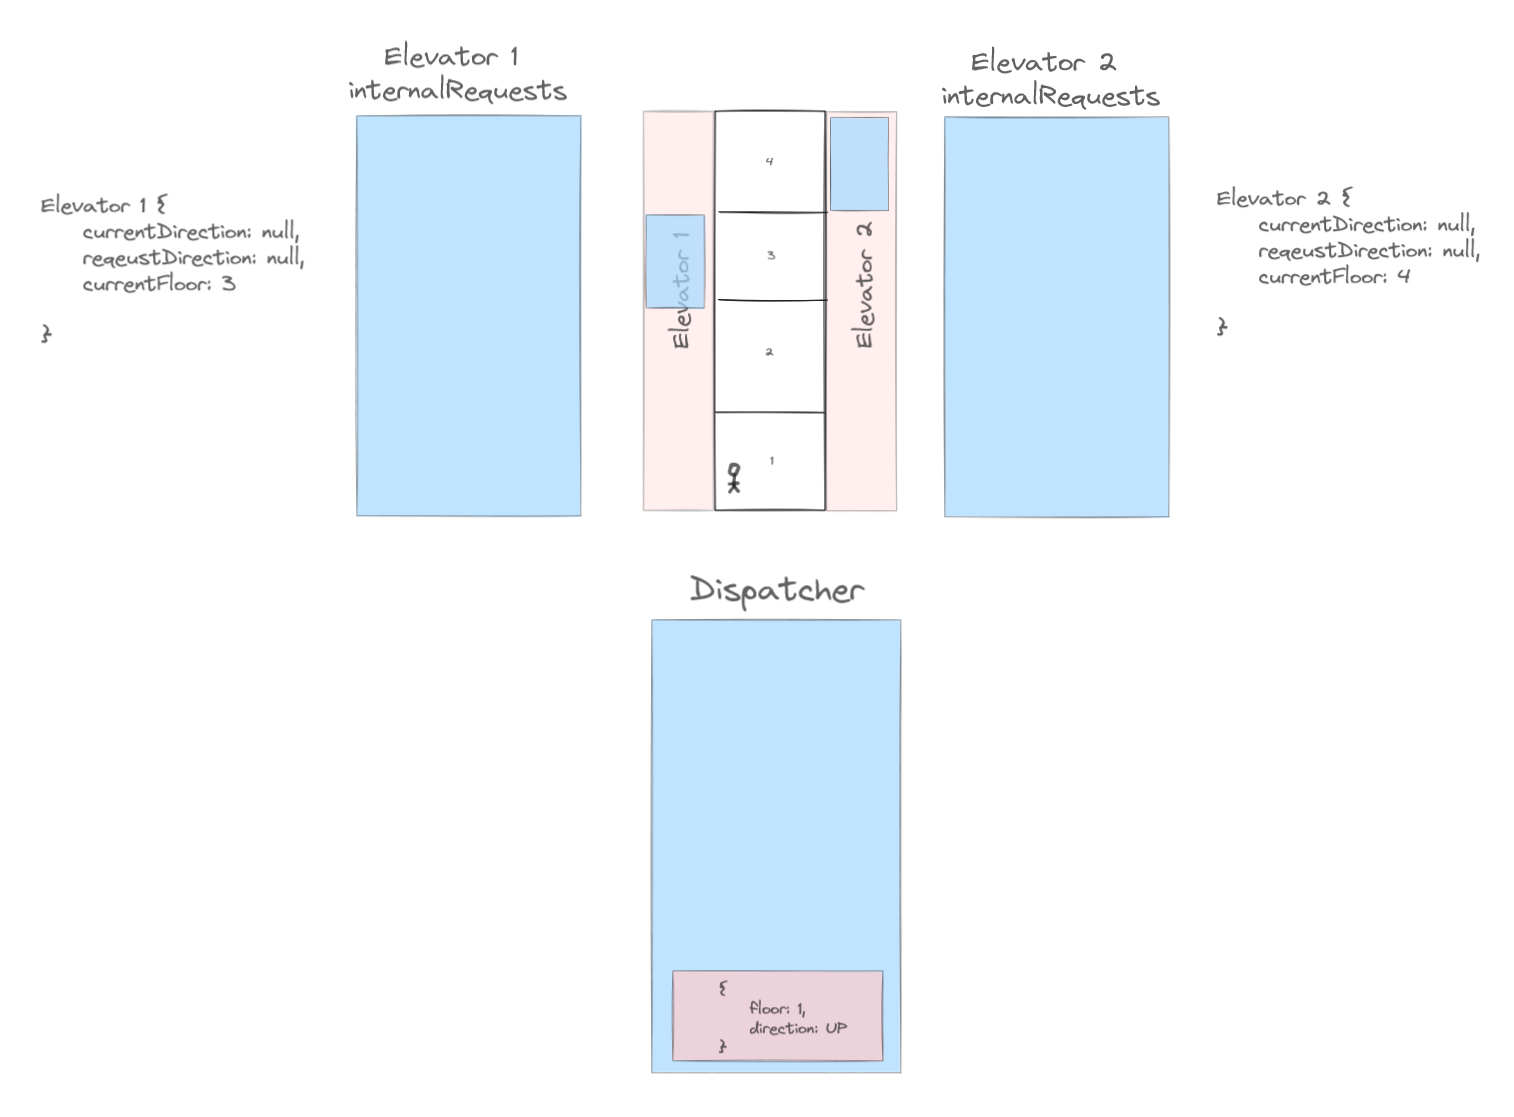 Elevator 1
internalRequests
Elevator 2
internalRequests
Elevator 1 {
currentDirection: null,
reqeustDirection: null,
currentFloor: 3
}
Elevator 1
4
3
2
1
Elevator 2
Elevator 2 {
currentDirection: null,
reqeustDirection: null,
currentFloor: 4
}
Dispatcher
{
floor: 1,
direction: UP
}